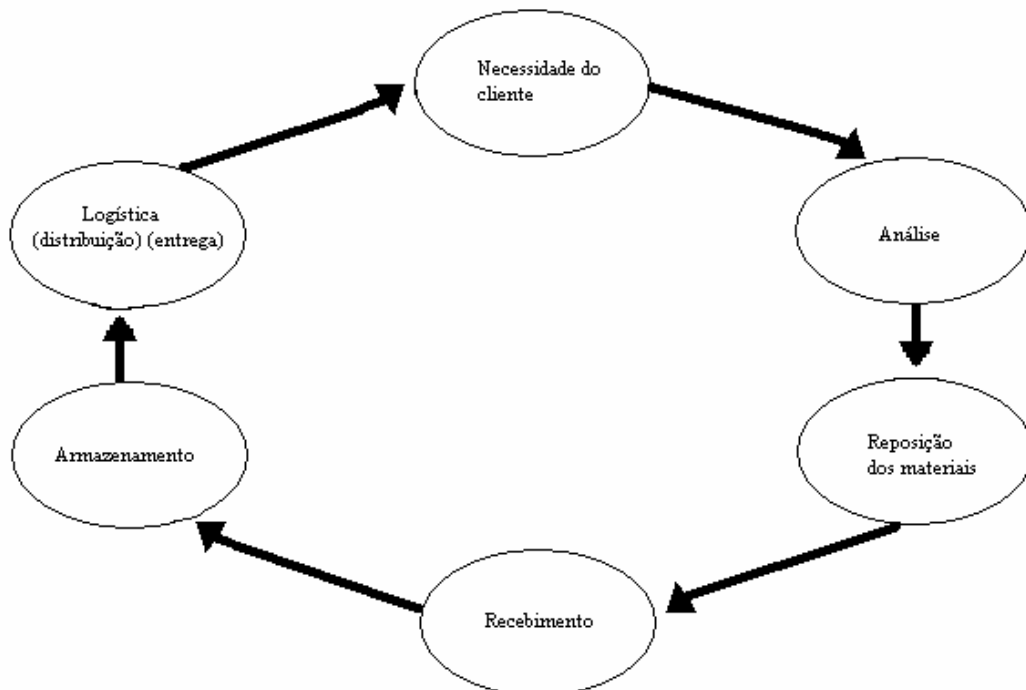 Necessidade do
cliente
Análise
Reposição
dos materiais
Recebimento
Armazenamento
Logística
(distribuição) (entrega)